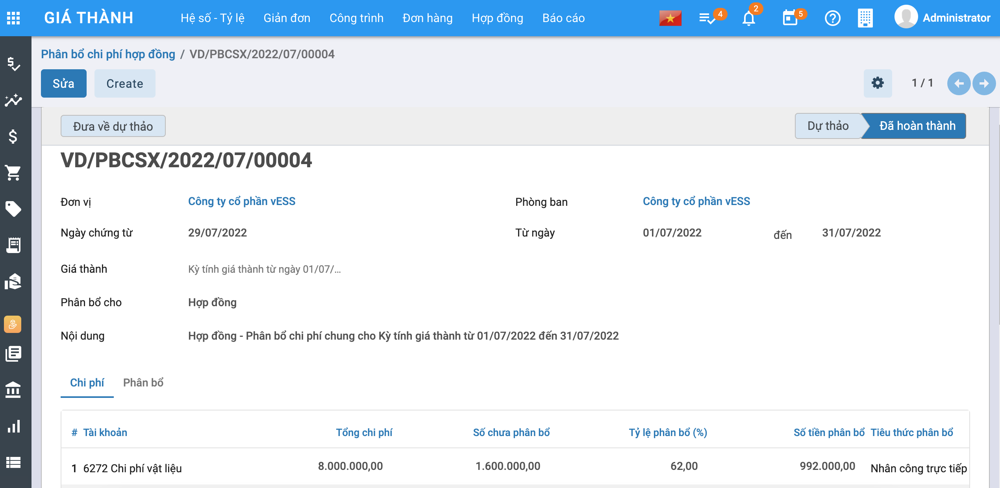 GIÁ THÀNH Hệ số - Tỷ lệ Giản đơn Công trình Đơn hàng Hợp đồng Báo cáo 4 2 5 Administrator
Phân bổ chi phí hợp đồng / VD/PBCSX/2022/07/00004
Sửa Create 1 / 1
Đưa về dự thảo Dự thảo Đã hoàn thành
VD/PBCSX/2022/07/00004
Đơn vị Công ty cổ phần vESS Phòng ban Công ty cổ phần vESS
Ngày chứng từ 29/07/2022 Từ ngày 01/07/2022 đến 31/07/2022
Giá thành Kỳ tính giá thành từ ngày 01/07/...
Phân bổ cho Hợp đồng
Nội dung Hợp đồng - Phân bổ chi phí chung cho Kỳ tính giá thành từ 01/07/2022 đến 31/07/2022
Chi phí Phân bổ
# Tài khoản Tổng chi phí Số chưa phân bổ Tỷ lệ phân bổ (%) Số tiền phân bổ Tiêu thức phân bổ
1 6272 Chi phí vật liệu 8.000.000,00 1.600.000,00 62,00 992.000,00 Nhân công trực tiếp